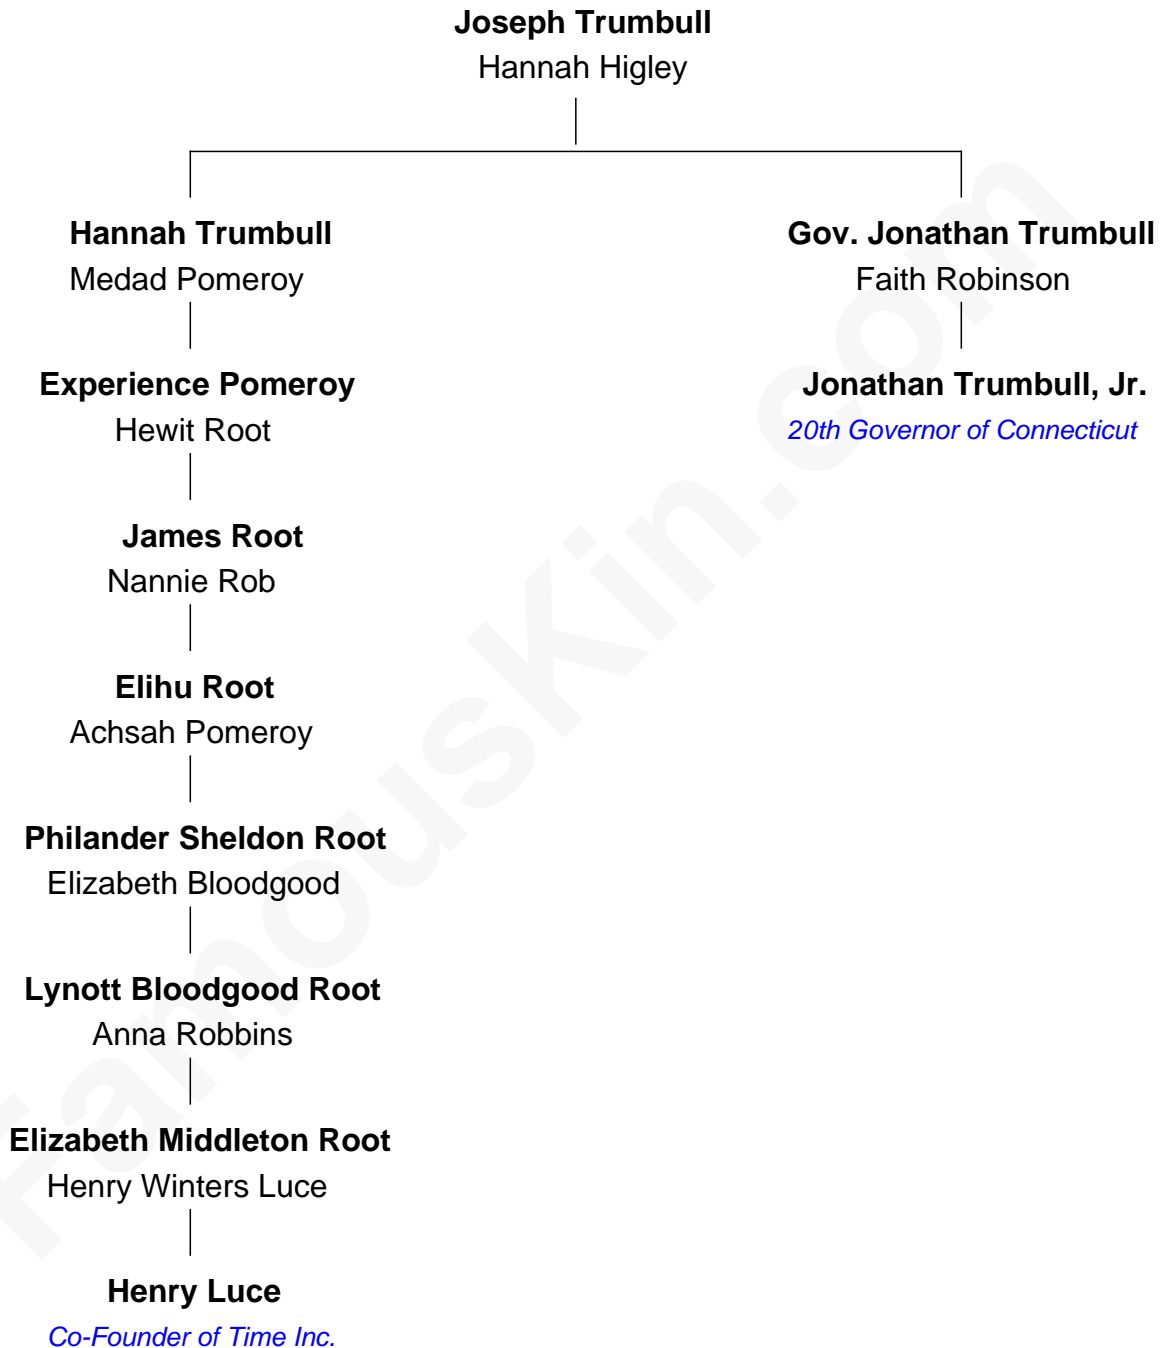 Joseph Trumbull
Hannah Higley
Hannah Trumbull
Medad Pomeroy
Gov. Jonathan Trumbull
Faith Robinson
Experience Pomeroy
Hewit Root
Jonathan Trumbull, Jr.
20th Governor of Connecticut
James Root
Nannie Rob
Elihu Root
Achsah Pomeroy
Philander Sheldon Root
Elizabeth Bloodgood
Lynott Bloodgood Root
Anna Robbins
Elizabeth Middleton Root
Henry Winters Luce
Henry Luce
Co-Founder of Time Inc.
FamousKin.com